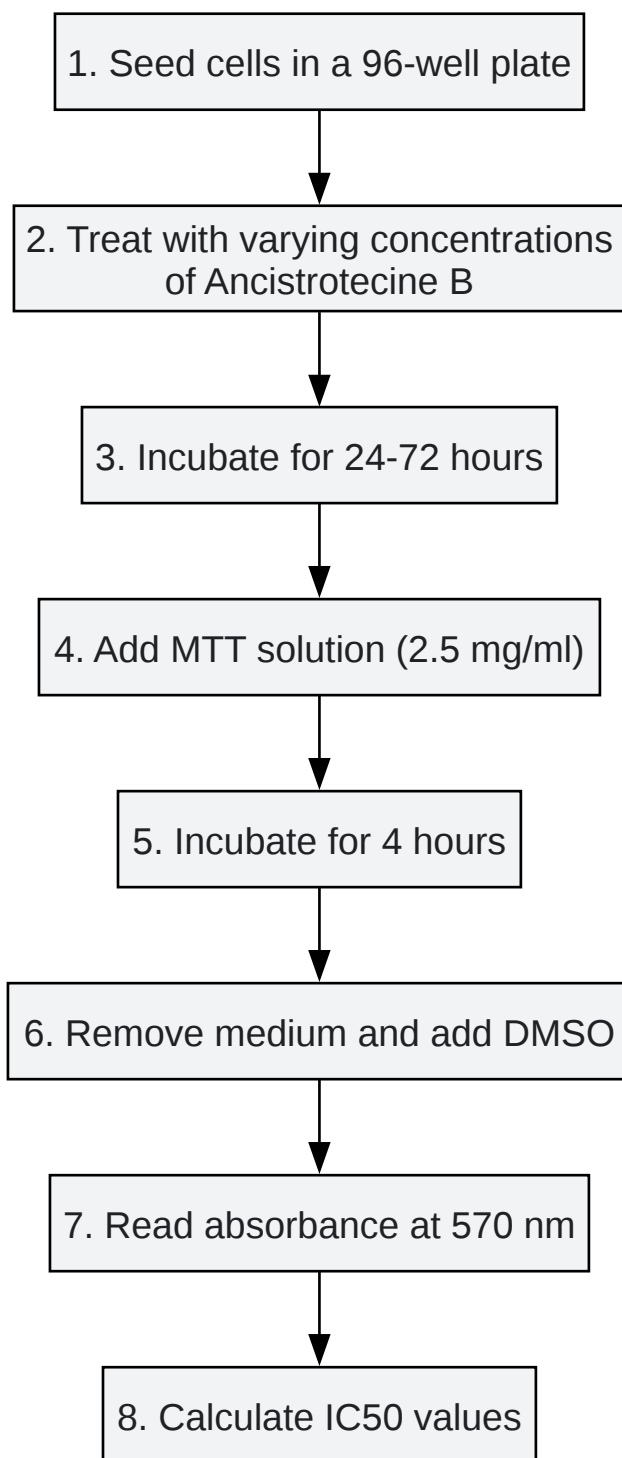 1. Seed cells in a 96-well plate
2. Treat with varying concentrations
of Ancistrotecine B
3. Incubate for 24-72 hours
4. Add MTT solution (2.5 mg/ml)
5. Incubate for 4 hours
6. Remove medium and add DMSO
7. Read absorbance at 570 nm
8. Calculate IC50 values